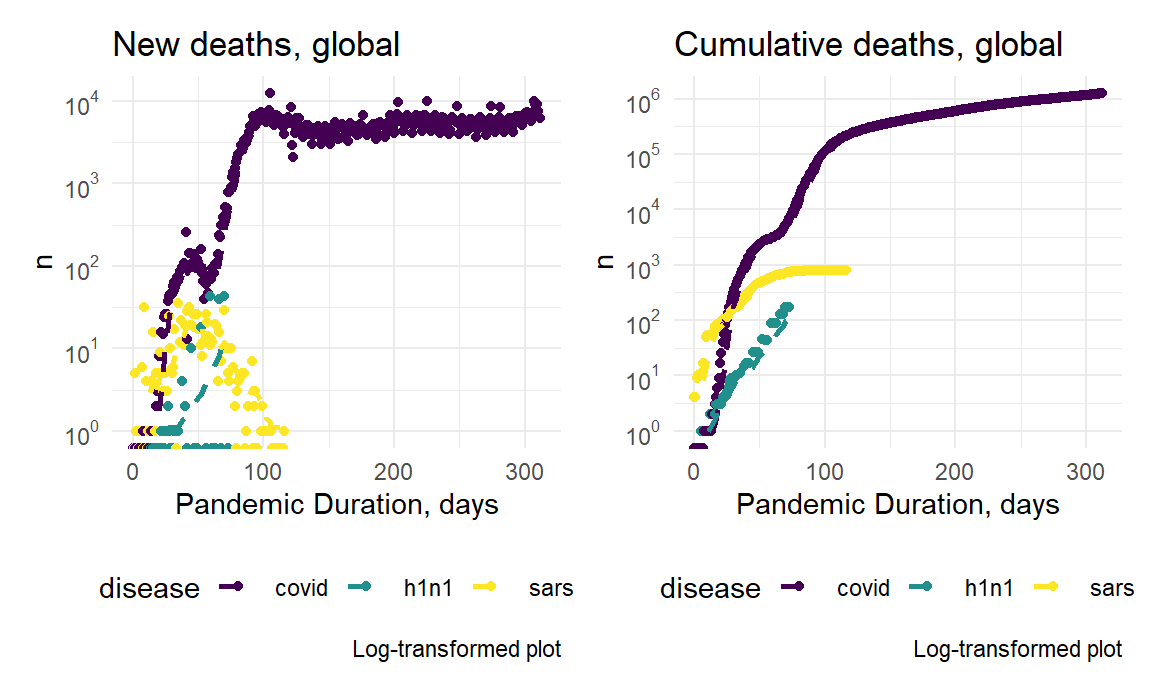 New deaths, global
n
10^4
10^3
10^2
10^1
10^0
0 100 200 300
Pandemic Duration, days
disease covid h1n1 sars
Log-transformed plot
Cumulative deaths, global
n
10^6
10^5
10^4
10^3
10^2
10^1
10^0
0 100 200 300
Pandemic Duration, days
disease covid h1n1 sars
Log-transformed plot